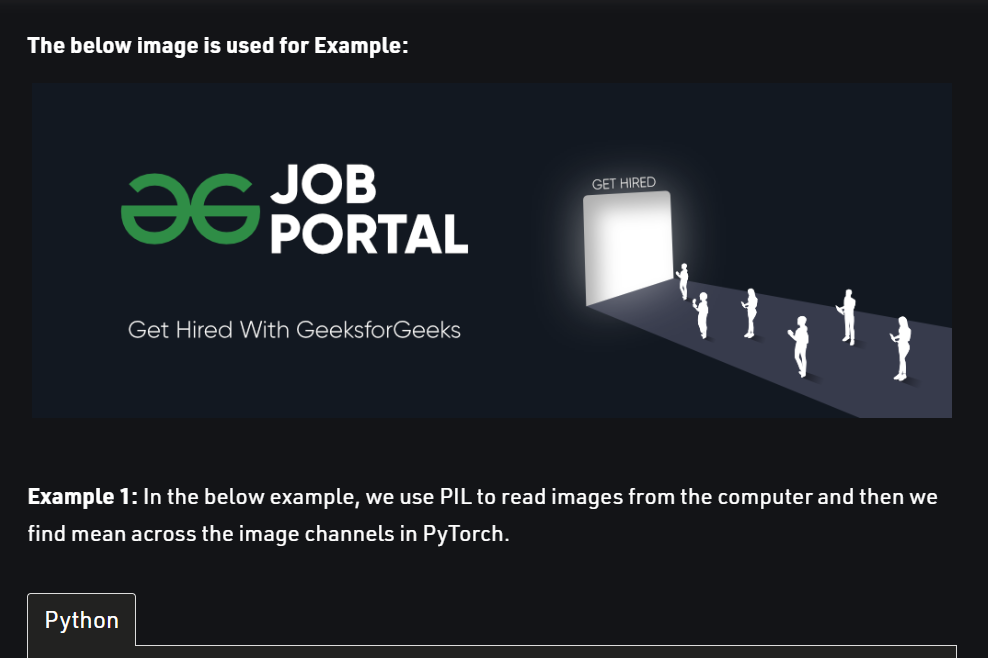 The below image is used for Example:
JOB
PORTAL
GET HIRED
Get Hired With GeeksforGeeks
Example 1: In the below example, we use PIL to read images from the computer and then we
find mean across the image channels in PyTorch.
Python